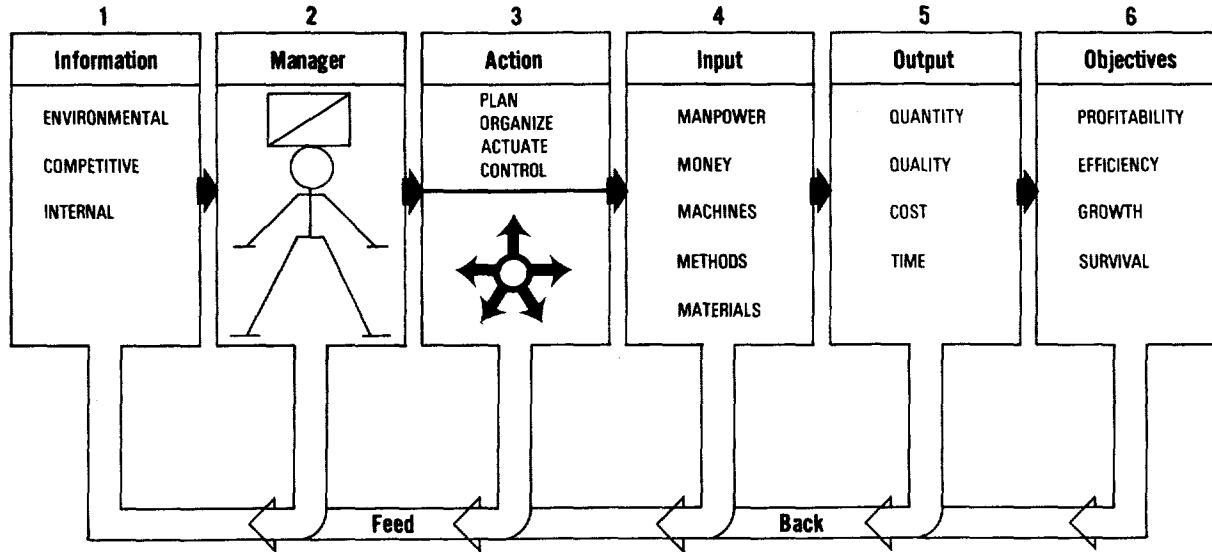 1
2
3
4
5
6
Information
Manager
Action
Input
Output
Objectives
ENVIRONMENTAL
COMPETITIVE
INTERNAL
PLAN
ORGANIZE
ACTUATE
CONTROL
MANPOWER
MONEY
MACHINES
METHODS
MATERIALS
QUANTITY
QUALITY
COST
TIME
PROFITABILITY
EFFICIENCY
GROWTH
SURVIVAL
Feed Back